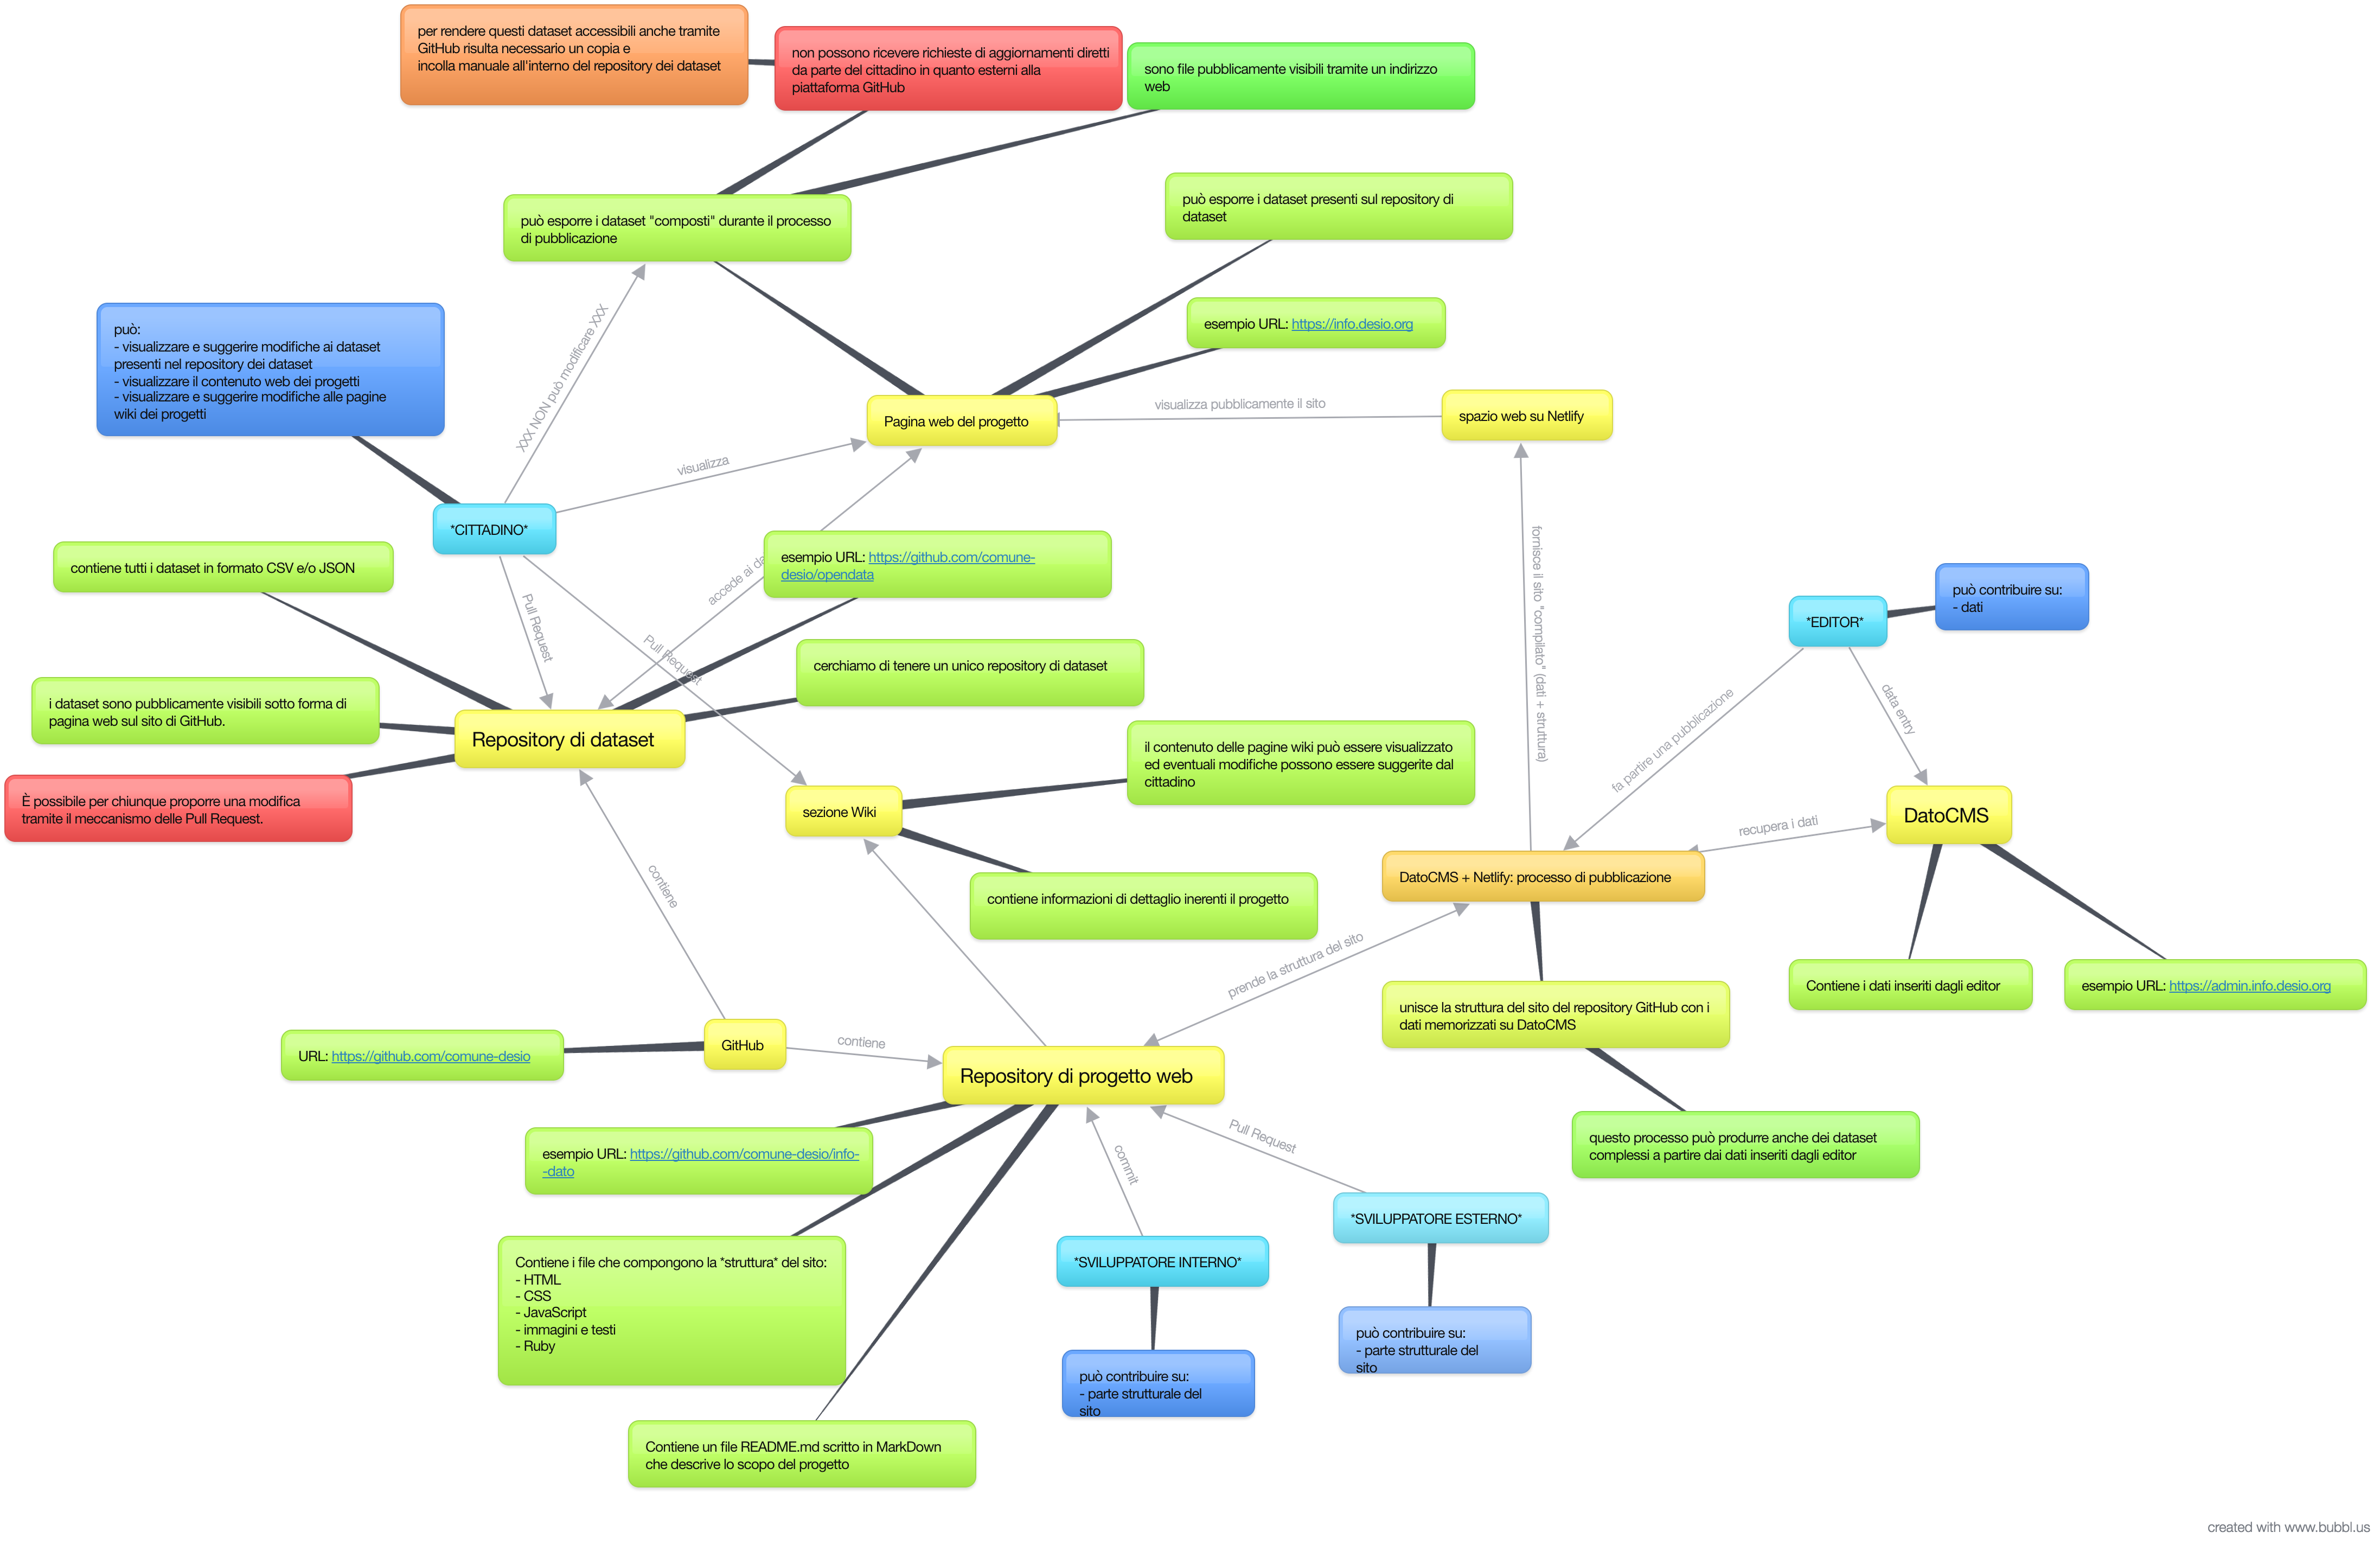 per rendere questi dataset accessibili anche tramite
GitHub risulta necessario un copia e
incolla manuale all'interno del repository dei dataset
non possono ricevere richieste di aggiornamenti diretti
da parte del cittadino in quanto esterni alla
piattaforma GitHub
sono file pubblicamente visibili tramite un indirizzo
web
può esporre i dataset "composti" durante il processo
di pubblicazione
può esporre i dataset presenti sul repository di
dataset
esempio URL: https://info.desio.org
può:
- visualizzare e suggerire modifiche ai dataset
presenti nel repository dei dataset
- visualizzare il contenuto web dei progetti
- visualizzare e suggerire modifiche alle pagine
wiki dei progetti
XXX NON può modificare XXX
Pagina web del progetto
visualizza pubblicamente il sito
spazio web su Netlify
visualizza
*CITTADINO*
contiene tutti i dataset in formato CSV e/o JSON
accede ai
esempio URL: https://github.com/comune-
desio/opendata
Pull Request
Pull Request
fornisce il sito "compilato" (dati + struttura)
*EDITOR*
può contribuire su:
- dati
cerchiamo di tenere un unico repository di dataset
i dataset sono pubblicamente visibili sotto forma di
pagina web sul sito di GitHub.
Repository di dataset
fa partire una pubblicazione
data entry
il contenuto delle pagine wiki può essere visualizzato
ed eventuali modifiche possono essere suggerite dal
cittadino
È possibile per chiunque proporre una modifica
tramite il meccanismo delle Pull Request.
sezione Wiki
DatoCMS
recupera i dati
DatoCMS + Netlify: processo di pubblicazione
contiene
contiene informazioni di dettaglio inerenti il progetto
prende la struttura del sito
Contiene i dati inseriti dagli editor
esempio URL: https://admin.info.desio.org
unisce la struttura del sito del repository GitHub con i
dati memorizzati su DatoCMS
URL: https://github.com/comune-desio
GitHub
contiene
Repository di progetto web
esempio URL: https://github.com/comune-desio/info-
-dato
commit
Pull Request
questo processo può produrre anche dei dataset
complessi a partire dai dati inseriti dagli editor
*SVILUPPATORE ESTERNO*
*SVILUPPATORE INTERNO*
Contiene i file che compongono la *struttura* del sito:
- HTML
- CSS
- JavaScript
- immagini e testi
- Ruby
può contribuire su:
- parte strutturale del
sito
può contribuire su:
- parte strutturale del
sito
Contiene un file README.md scritto in MarkDown
che descrive lo scopo del progetto
created with www.bubbl.us